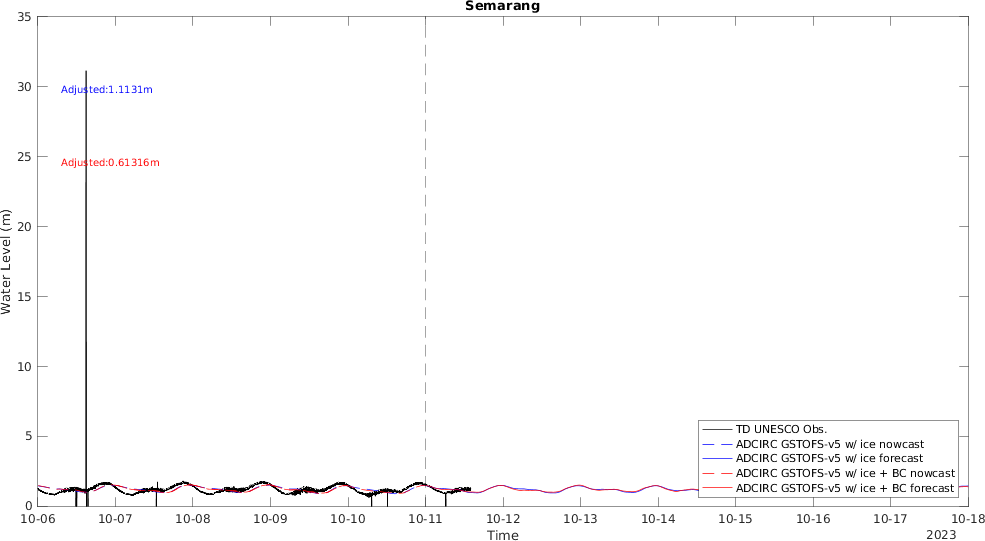 Semarang
35
30
25
20
15
10
5
0
Water Level (m)
Adjusted:1.1131m
Adjusted:0.61316m
TD UNESCO Obs.
ADCIRC GSTOFS-v5 w/ ice nowcast
ADCIRC GSTOFS-v5 w/ ice forecast
ADCIRC GSTOFS-v5 w/ ice + BC nowcast
ADCIRC GSTOFS-v5 w/ ice + BC forecast
10-06 10-07 10-08 10-09 10-10 10-11 10-12 10-13 10-14 10-15 10-16 10-17 10-18
Time
2023